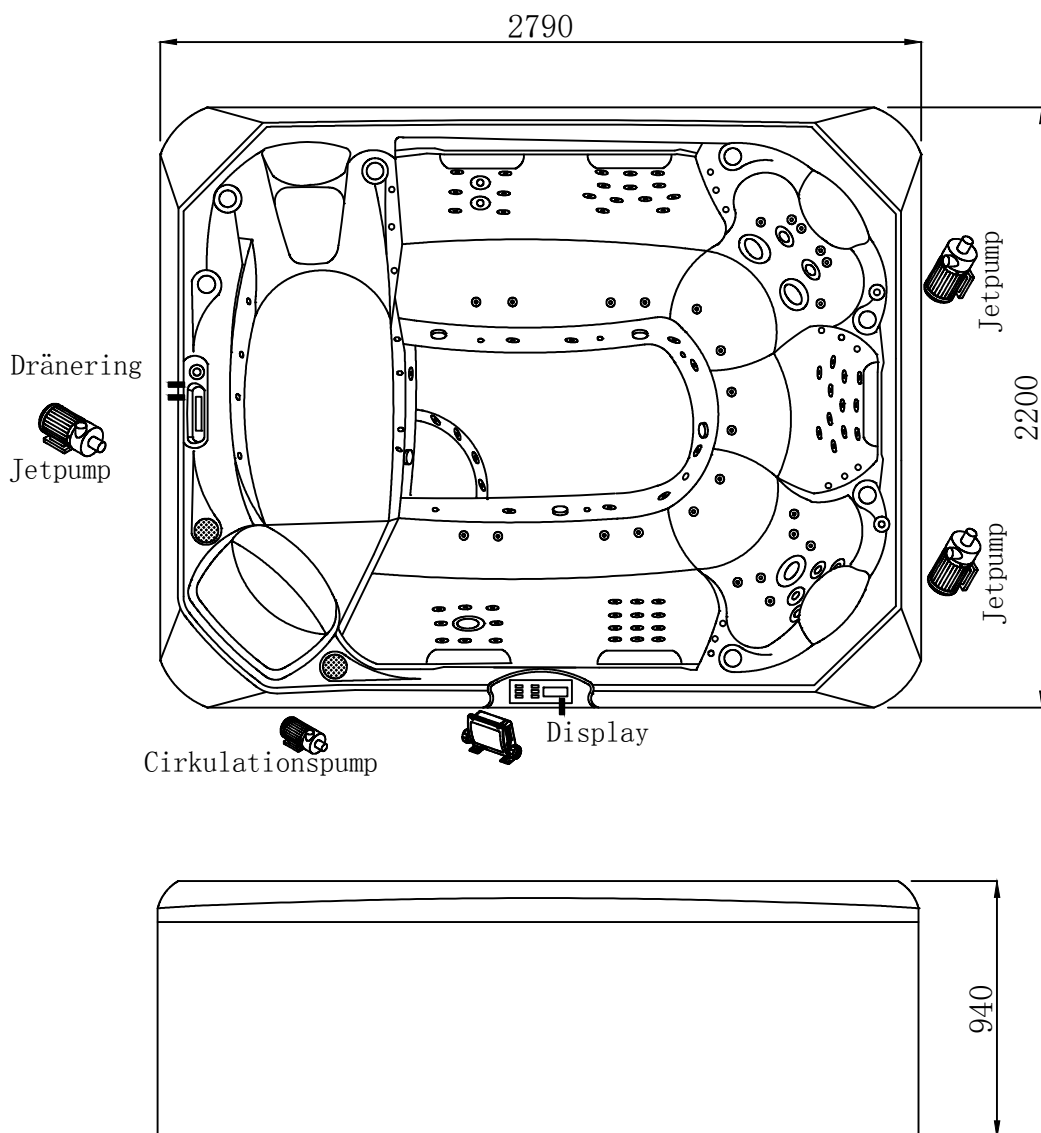 2790
Jetpump
Dränering
2200
Jetpump
Jetpump
Display
Cirkulationspump
940